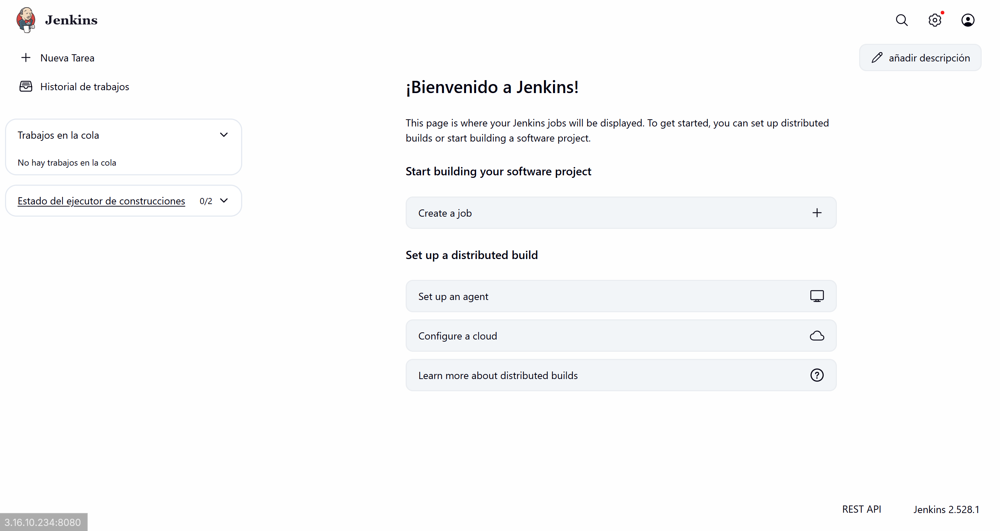 Jenkins
Nueva Tarea
Historial de trabajos
añadir descripción
Trabajos en la cola
No hay trabajos en la cola
Estado del ejecutor de construcciones 0/2
¡Bienvenido a Jenkins!
This page is where your Jenkins jobs will be displayed. To get started, you can set up distributed
builds or start building a software project.
Start building your software project
Create a job
Set up a distributed build
Set up an agent
Configure a cloud
Learn more about distributed builds
REST API
Jenkins 2.528.1
3.16.10.234:8080